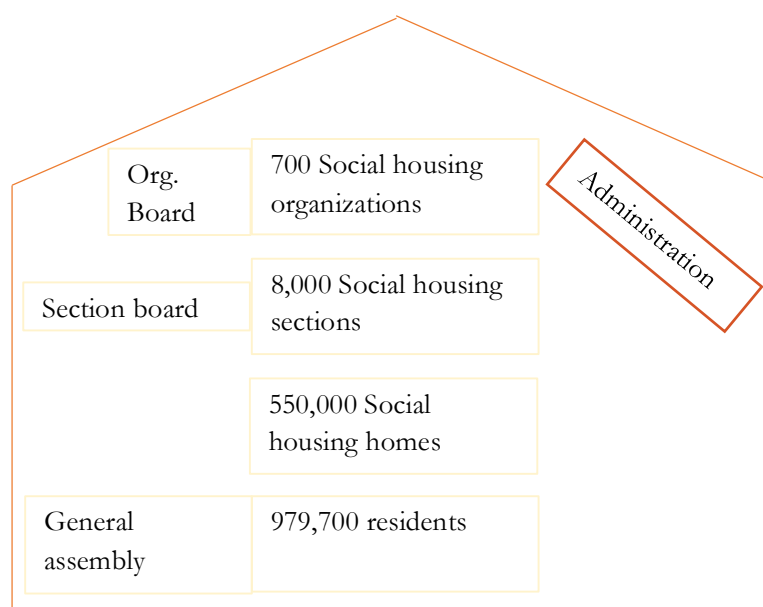 Org.
Board
700 Social housing
organizations
Administration
Section board
8,000 Social housing
sections
550,000 Social
housing homes
General
assembly
979,700 residents